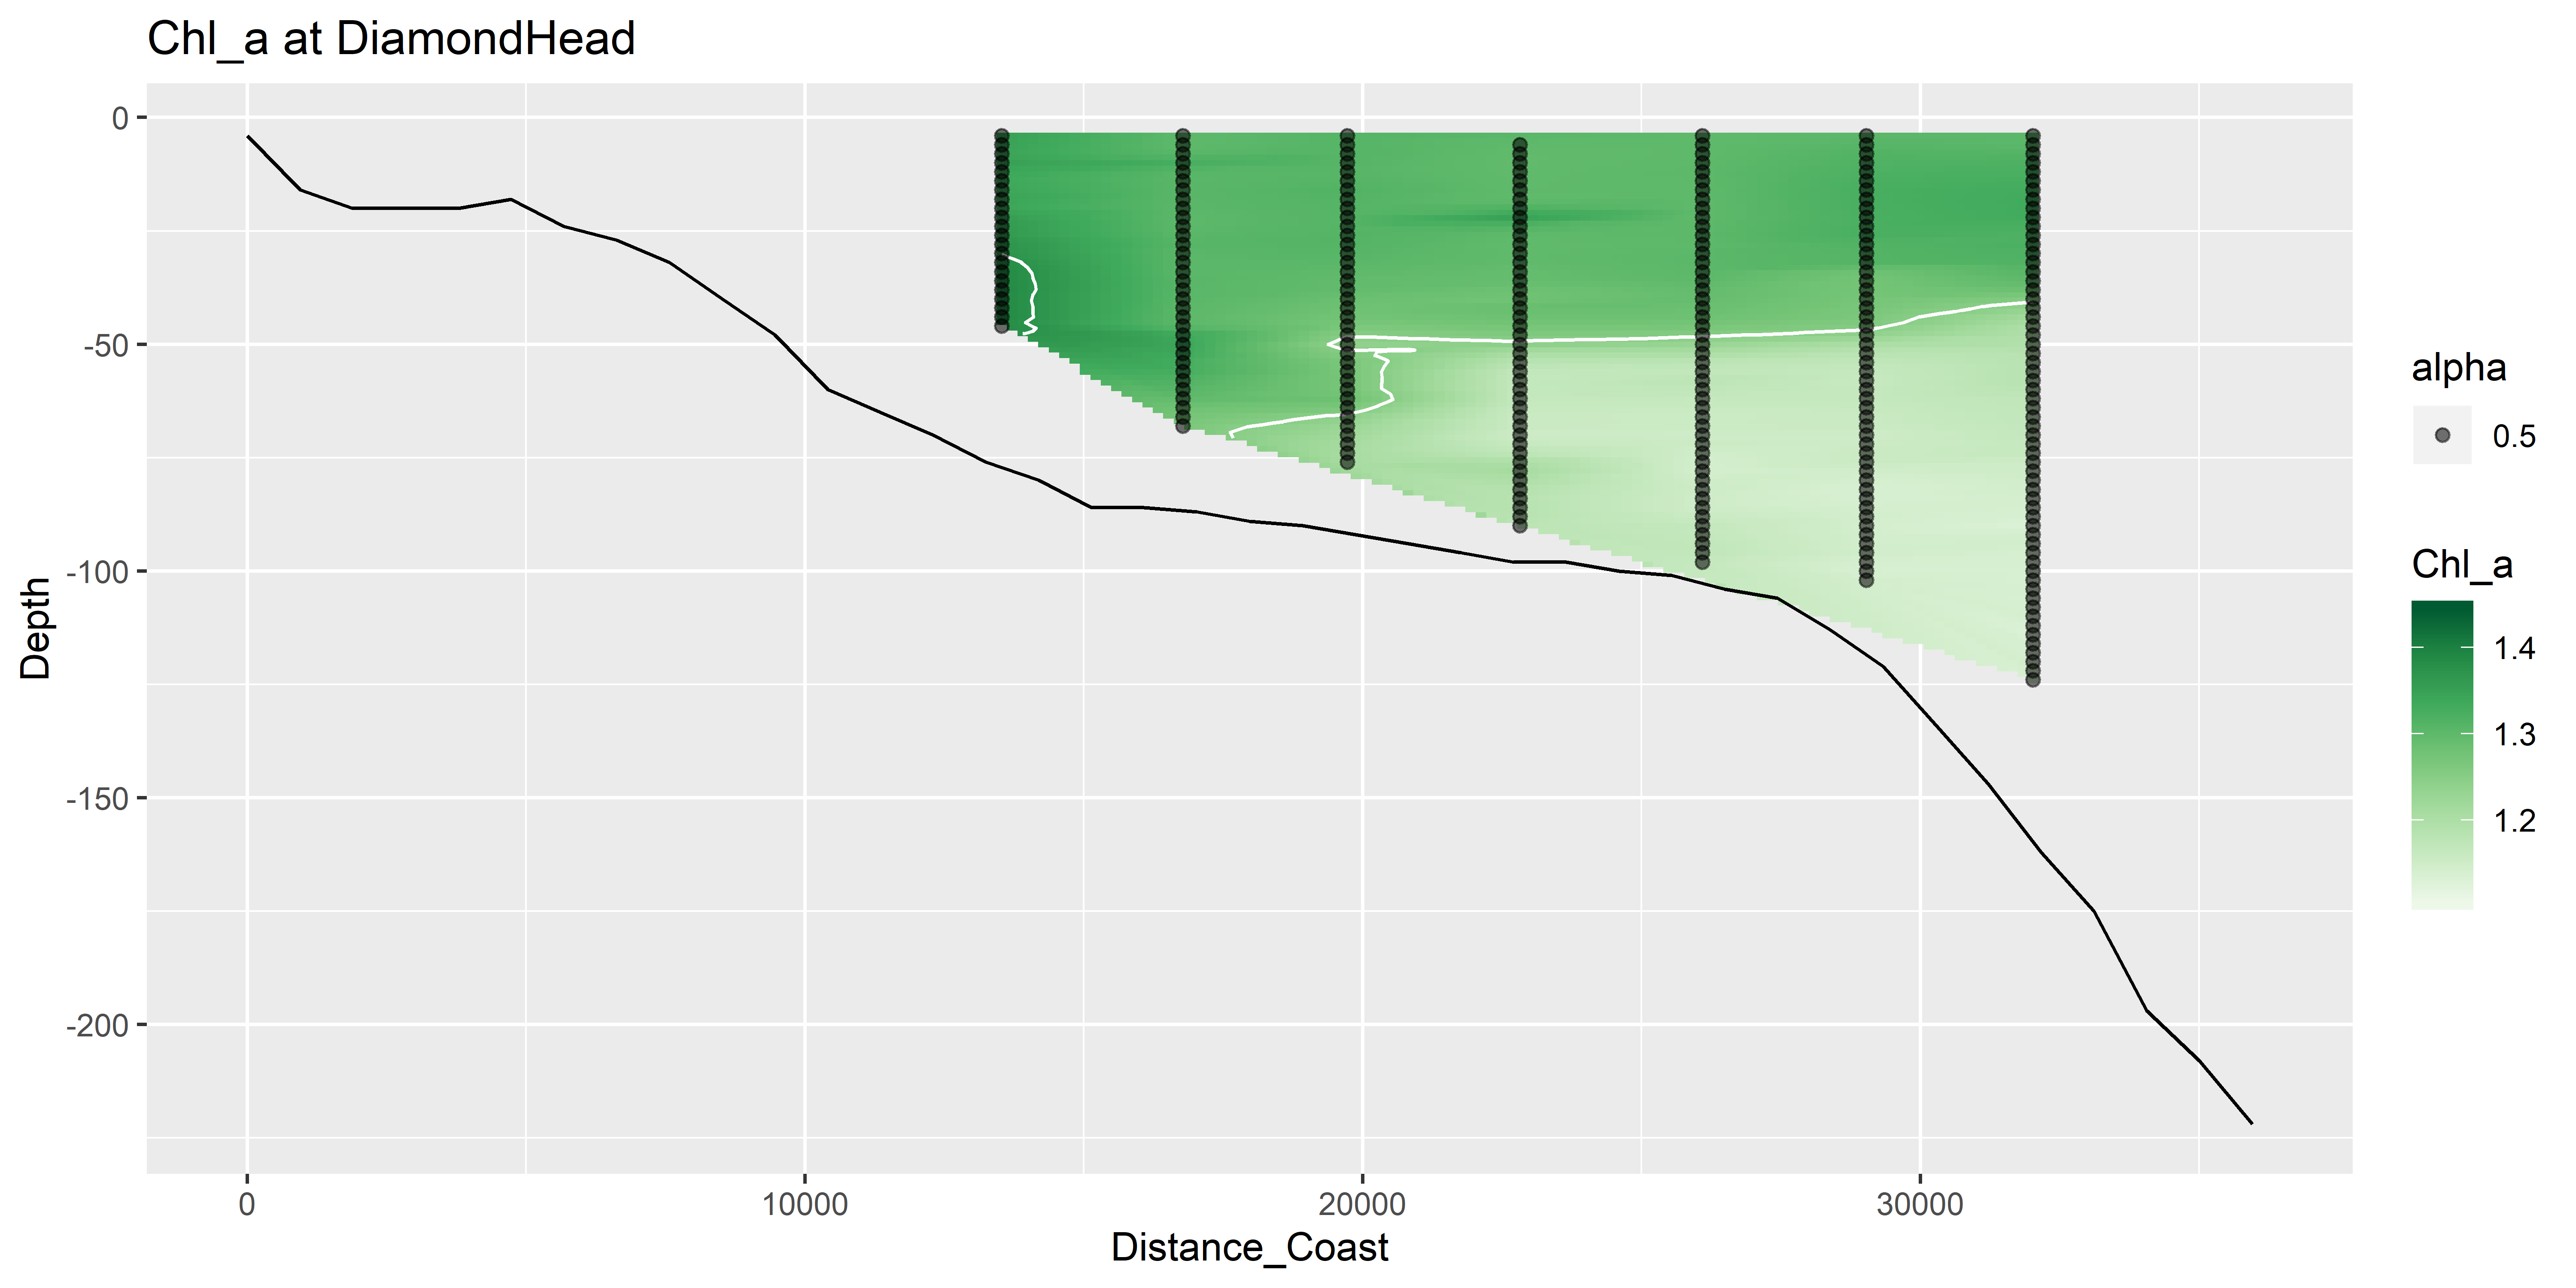 Chl_a at DiamondHead
0
-50
-100
-150
-200
Depth
0 10000 20000 30000
Distance_Coast
alpha
0.5
Chl_a
1.4
1.3
1.2